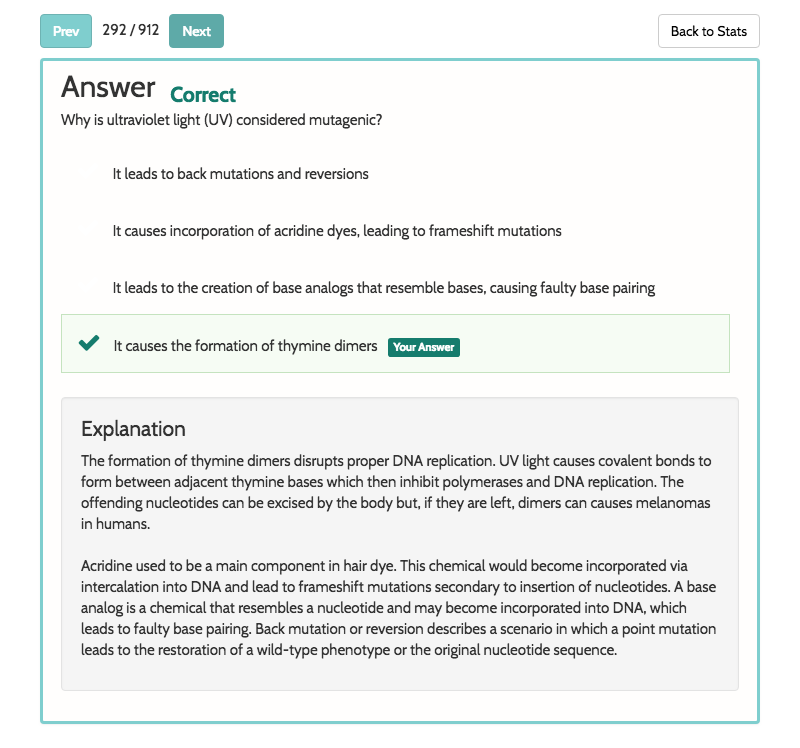 Prev 292 / 912 Next Back to Stats
Answer Correct
Why is ultraviolet light (UV) considered mutagenic?
It leads to back mutations and reversions
It causes incorporation of acridine dyes, leading to frameshift mutations
It leads to the creation of base analogs that resemble bases, causing faulty base pairing
It causes the formation of thymine dimers Your Answer
Explanation
The formation of thymine dimers disrupts proper DNA replication. UV light causes covalent bonds to
form between adjacent thymine bases which then inhibit polymerases and DNA replication. The
offending nucleotides can be excised by the body but, if they are left, dimers can causes melanomas
in humans.
Acridine used to be a main component in hair dye. This chemical would become incorporated via
intercalation into DNA and lead to frameshift mutations secondary to insertion of nucleotides. A base
analog is a chemical that resembles a nucleotide and may become incorporated into DNA, which
leads to faulty base pairing. Back mutation or reversion describes a scenario in which a point mutation
leads to the restoration of a wild-type phenotype or the original nucleotide sequence.